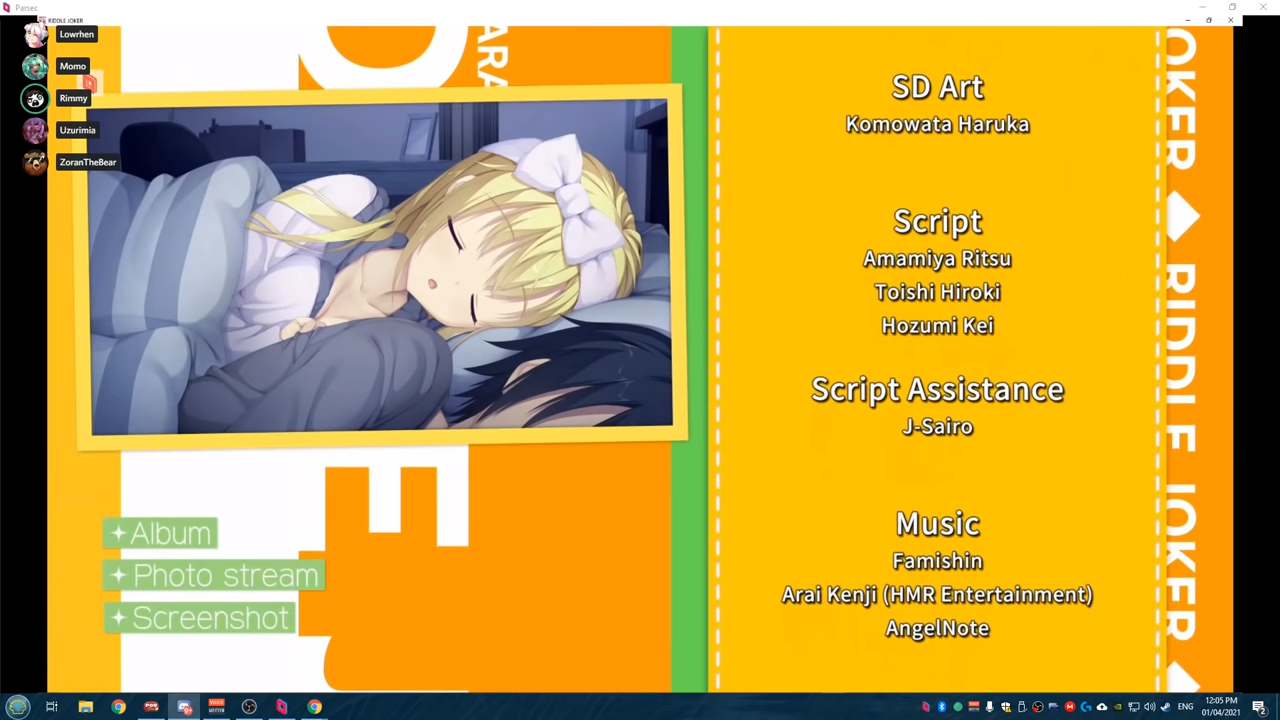 Parsec
RIDDLE JOKER
Lowrhen
Momo
Rimmy
Uzurimia
ZoranTheBear
ARA
SD Art
Komowata Haruka
Script
Amamiya Ritsu
Toishi Hiroki
Hozumi Kei
Script Assistance
J-Sairo
Music
Famishin
Arai Kenji (HMR Entertainment)
AngelNote
Album
Photo stream
Screenshot
E
JOKER ◆ RIDDLE JOKER ◆
ENG
12:05 PM
01/04/2021